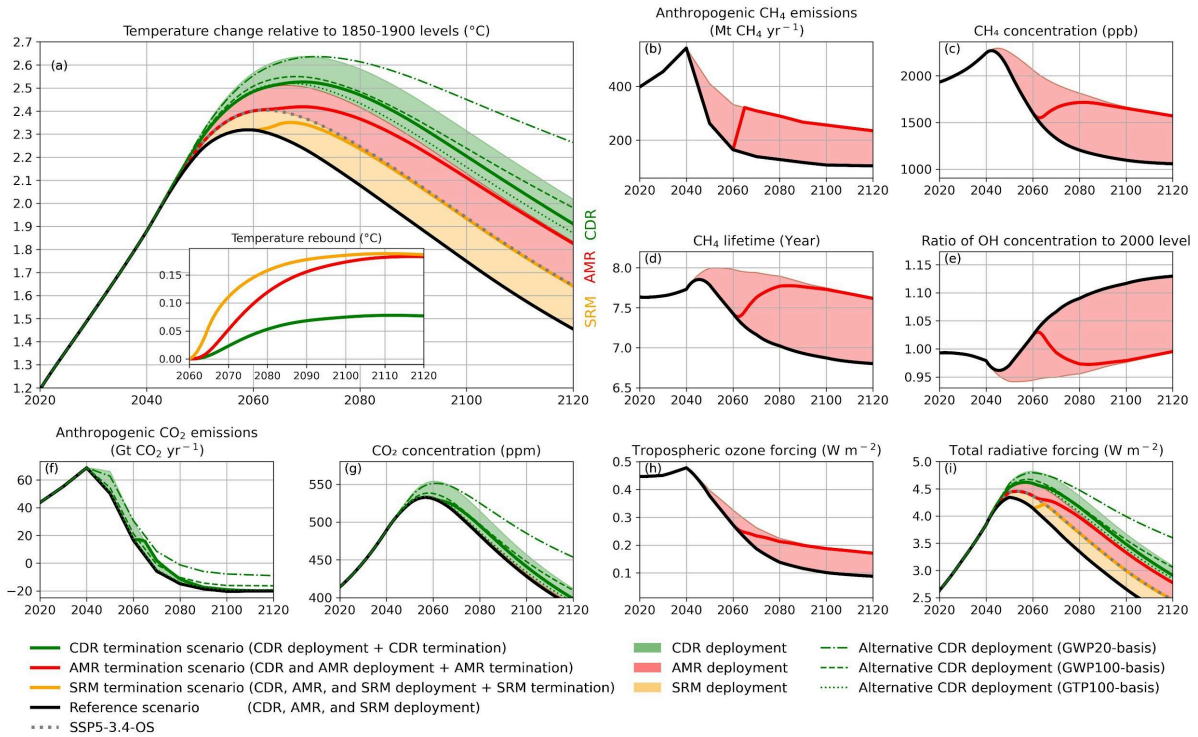 Temperature change relative to 1850-1900 levels (°C)
(a)
2.7
2.6
2.5
2.4
2.3
2.2
2.1
2.0
1.9
1.8
1.7
1.6
1.5
1.4
1.3
1.2
2020 2040 2060 2080 2100 2120
Temperature rebound (°C)
0.15
0.10
0.05
0.00
2060 2070 2080 2090 2100 2110 2120
SRM AMR CDR
Anthropogenic CH₄ emissions
(Mt CH₄ yr⁻¹)
(b)
400
200
2020 2040 2060 2080 2100 2120
CH₄ concentration (ppb)
(c)
2000
1500
1000
2020 2040 2060 2080 2100 2120
CH₄ lifetime (Year)
(d)
8.0
7.5
7.0
6.5
2020 2040 2060 2080 2100 2120
Ratio of OH concentration to 2000 level
(e)
1.15
1.10
1.05
1.00
0.95
2020 2040 2060 2080 2100 2120
Anthropogenic CO₂ emissions
(Gt CO₂ yr⁻¹)
(f)
60
40
20
0
−20
2020 2040 2060 2080 2100 2120
CO₂ concentration (ppm)
(g)
550
500
450
400
2020 2040 2060 2080 2100 2120
Tropospheric ozone forcing (W m⁻²)
(h)
0.5
0.4
0.3
0.2
0.1
2020 2040 2060 2080 2100 2120
Total radiative forcing (W m⁻²)
(i)
5.0
4.5
4.0
3.5
3.0
2.5
2020 2040 2060 2080 2100 2120
CDR termination scenario (CDR deployment + CDR termination)
AMR termination scenario (CDR and AMR deployment + AMR termination)
SRM termination scenario (CDR, AMR, and SRM deployment + SRM termination)
Reference scenario (CDR, AMR, and SRM deployment)
SSP5-3.4-OS
CDR deployment
AMR deployment
SRM deployment
Alternative CDR deployment (GWP20-basis)
Alternative CDR deployment (GWP100-basis)
Alternative CDR deployment (GTP100-basis)